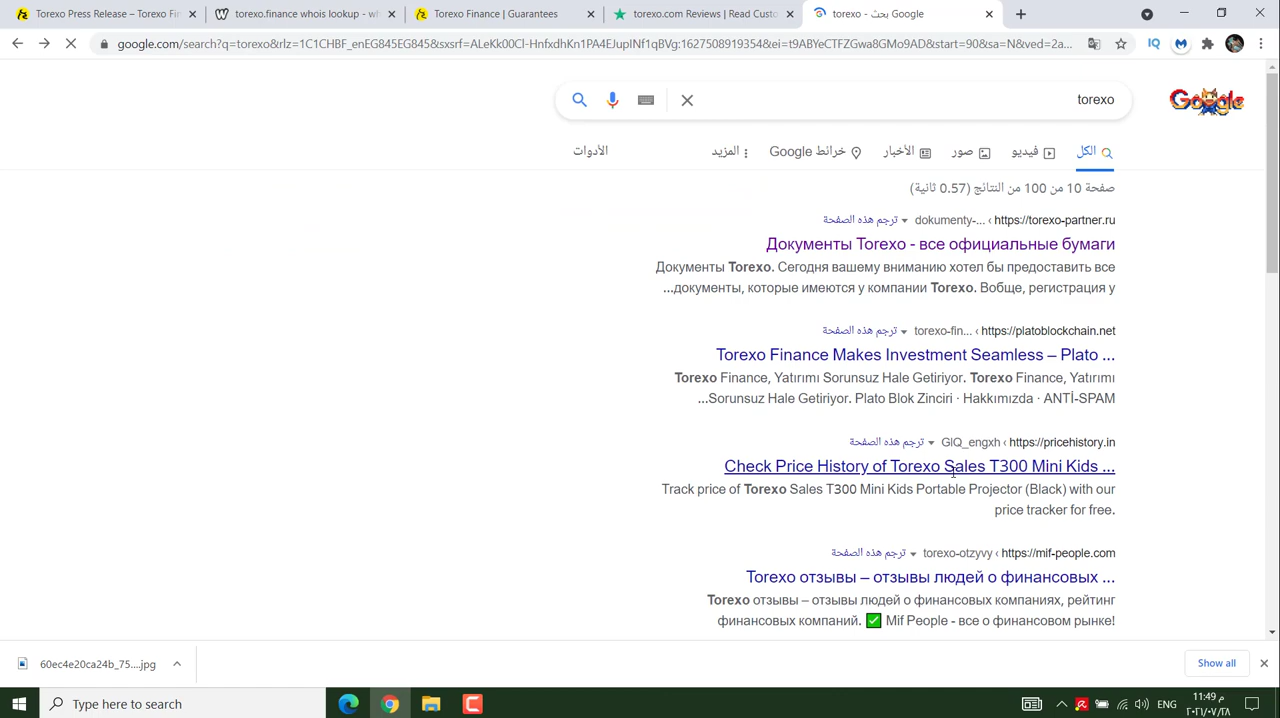 Torexo Press Release – Torexo Fin
torexo.finance whois lookup - wh
Torexo Finance | Guarantees
torexo.com Reviews | Read Custo
torexo - بحث Google
google.com/search?q=torexo&rlz=1C1CHBF_enEG845EG845&sxsrf=ALeKk00Cl-HnfxdhKn1PA4EJupINf1qBVg:1627508919354&ei=t9ABYeCTFZGwa8GMo9AD&start=90&sa=N&ved=2a...
torexo
Google
الكل
فيديو
صور
الأخبار
خرائط Google
المزيد
الأدوات
صفحة 10 من 100 من النتائج (0.57 ثانية)
https://torexo-partner.ru › dokumenty-... ترجم هذه الصفحة
Документы Torexo - все официальные бумаги
Документы Torexo. Сегодня вашему вниманию хотел бы предоставить все
...документы, которые имеются у компании Torexo. Вобще, регистрация у
https://platoblockchain.net › torexo-fin... ترجم هذه الصفحة
Torexo Finance Makes Investment Seamless – Plato ...
Torexo Finance, Yatırımı Sorunsuz Hale Getiriyor. Torexo Finance, Yatırımı
...Sorunsuz Hale Getiriyor. Plato Blok Zinciri · Hakkımızda · ANTİ-SPAM
https://pricehistory.in › GlQ_engxh ترجم هذه الصفحة
Check Price History of Torexo Sales T300 Mini Kids ...
Track price of Torexo Sales T300 Mini Kids Portable Projector (Black) with our
price tracker for free.
https://mif-people.com › torexo-otzyvy ترجم هذه الصفحة
Torexo отзывы – отзывы людей о финансовых ...
Torexo отзывы – отзывы людей о финансовых компаниях, рейтинг
финансовых компаний. ✅ Mif People - все о финансовом рынке!
60ec4e20ca24b_75....jpg
Show all
Type here to search
ENG
11:49 م
٢٠٢١/٠٧/٢٨